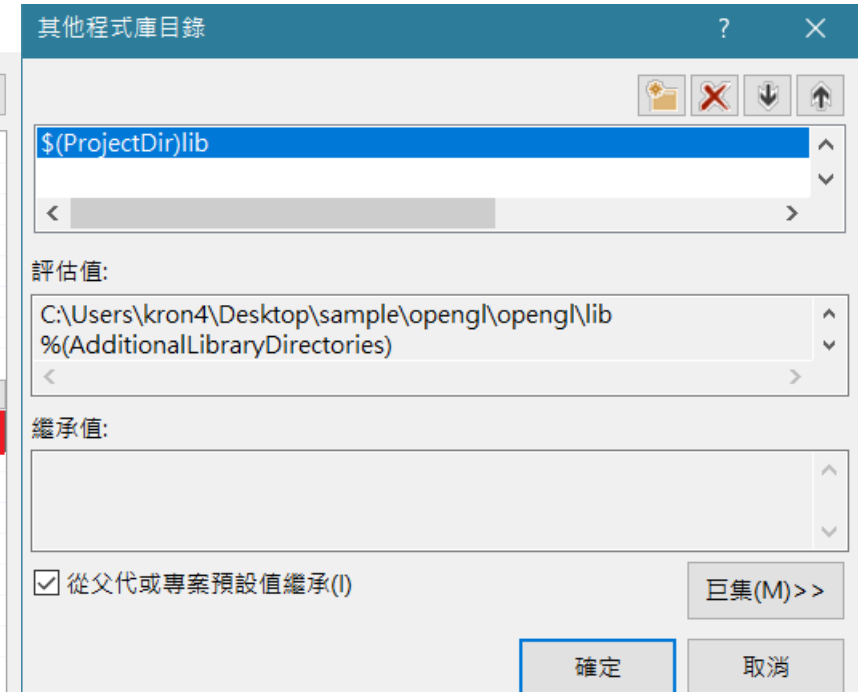 其他程式庫目錄
$(ProjectDir)lib
評估值:
C:\Users\kron4\Desktop\sample\opengl\opengl\lib
%(AdditionalLibraryDirectories)
繼承值:
從父代或專案預設值繼承(I)
巨集(M)>>
確定
取消